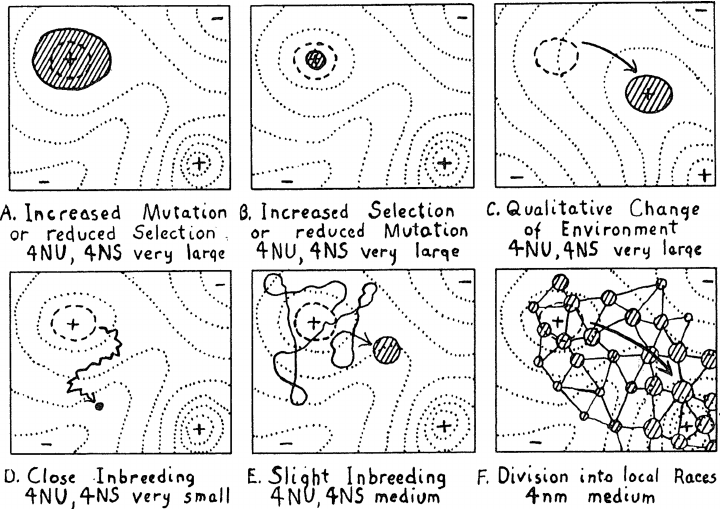 A. Increased Mutation
or reduced Selection
4NU, 4NS very large
B. Increased Selection
or reduced Mutation
4NU, 4NS very large
C. Qualitative Change
of Environment
4NU, 4NS very large
D. Close Inbreeding
4NU, 4NS very small
E. Slight Inbreeding
4NU, 4NS medium
F. Division into local Races
4nm medium